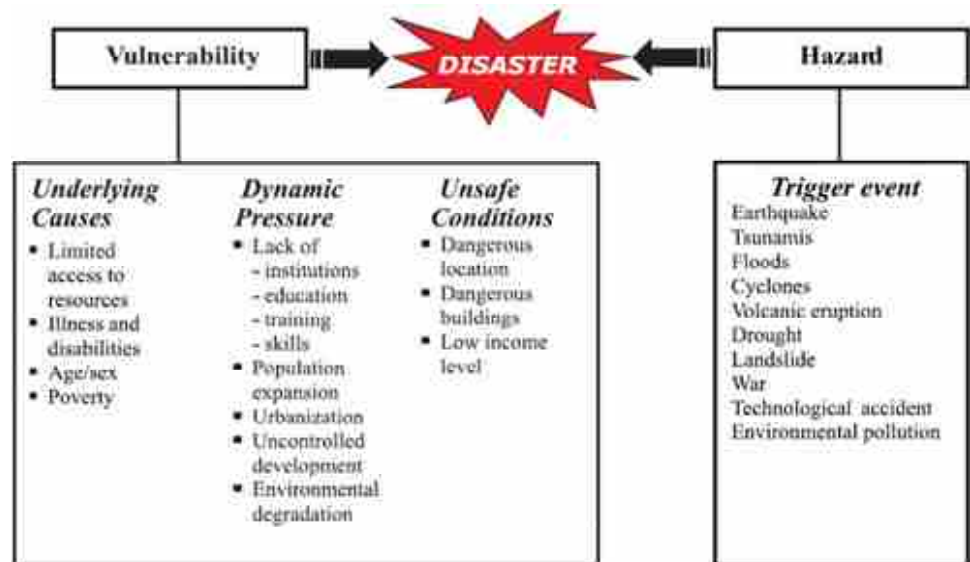 Vulnerability
DISASTER
Hazard
Underlying
Causes
▪ Limited
access to
resources
▪ Illness and
disabilities
▪ Age/sex
▪ Poverty
Dynamic
Pressure
▪ Lack of
- institutions
- education
- training
- skills
▪ Population
expansion
▪ Urbanization
▪ Uncontrolled
development
▪ Environmental
degradation
Unsafe
Conditions
▪ Dangerous
location
▪ Dangerous
buildings
▪ Low income
level
Trigger event
Earthquake
Tsunamis
Floods
Cyclones
Volcanic eruption
Drought
Landslide
War
Technological accident
Environmental pollution